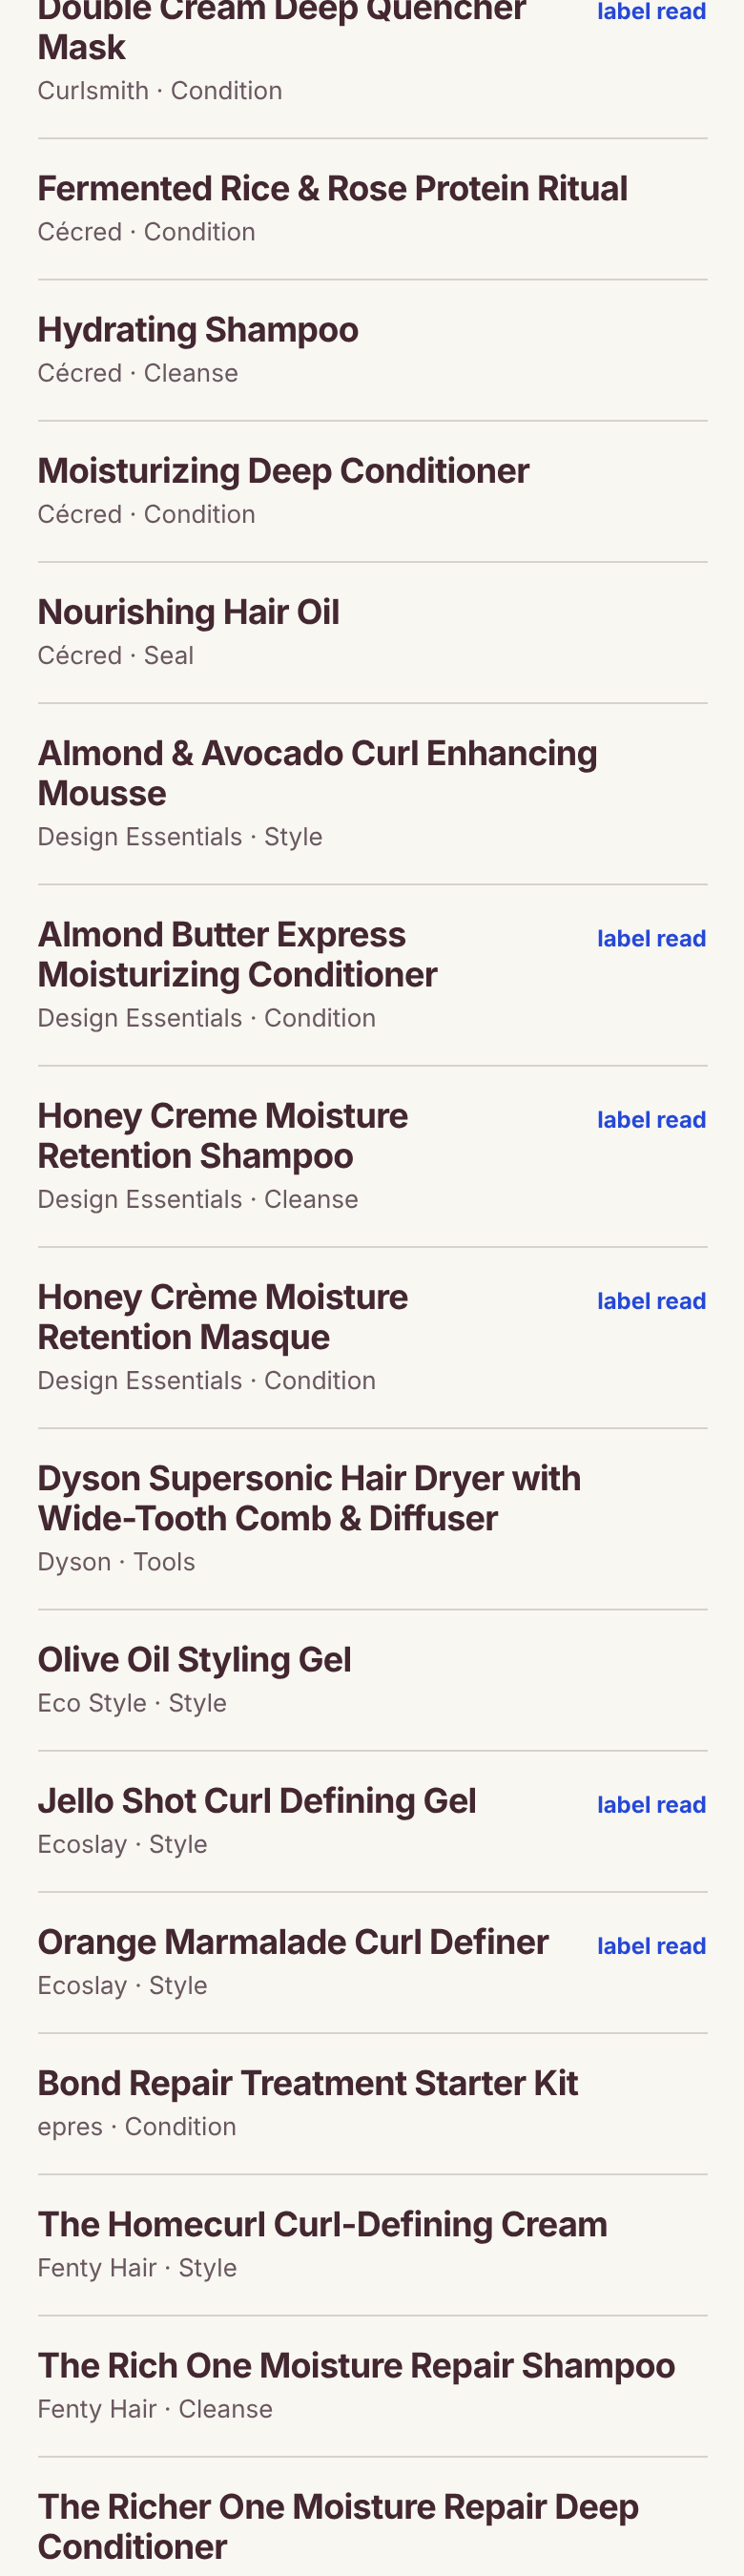 Double Cream Deep Quencher
label read
Mask
Curlsmith · Condition
Fermented Rice & Rose Protein Ritual
Cécred · Condition
Hydrating Shampoo
Cécred · Cleanse
Moisturizing Deep Conditioner
Cécred · Condition
Nourishing Hair Oil
Cécred · Seal
Almond & Avocado Curl Enhancing
Mousse
Design Essentials · Style
Almond Butter Express
label read
Moisturizing Conditioner
Design Essentials · Condition
Honey Creme Moisture
label read
Retention Shampoo
Design Essentials · Cleanse
Honey Crème Moisture
label read
Retention Masque
Design Essentials · Condition
Dyson Supersonic Hair Dryer with
Wide-Tooth Comb & Diffuser
Dyson · Tools
Olive Oil Styling Gel
Eco Style · Style
Jello Shot Curl Defining Gel
label read
Ecoslay · Style
Orange Marmalade Curl Definer
label read
Ecoslay · Style
Bond Repair Treatment Starter Kit
epres · Condition
The Homecurl Curl-Defining Cream
Fenty Hair · Style
The Rich One Moisture Repair Shampoo
Fenty Hair · Cleanse
The Richer One Moisture Repair Deep
Conditioner